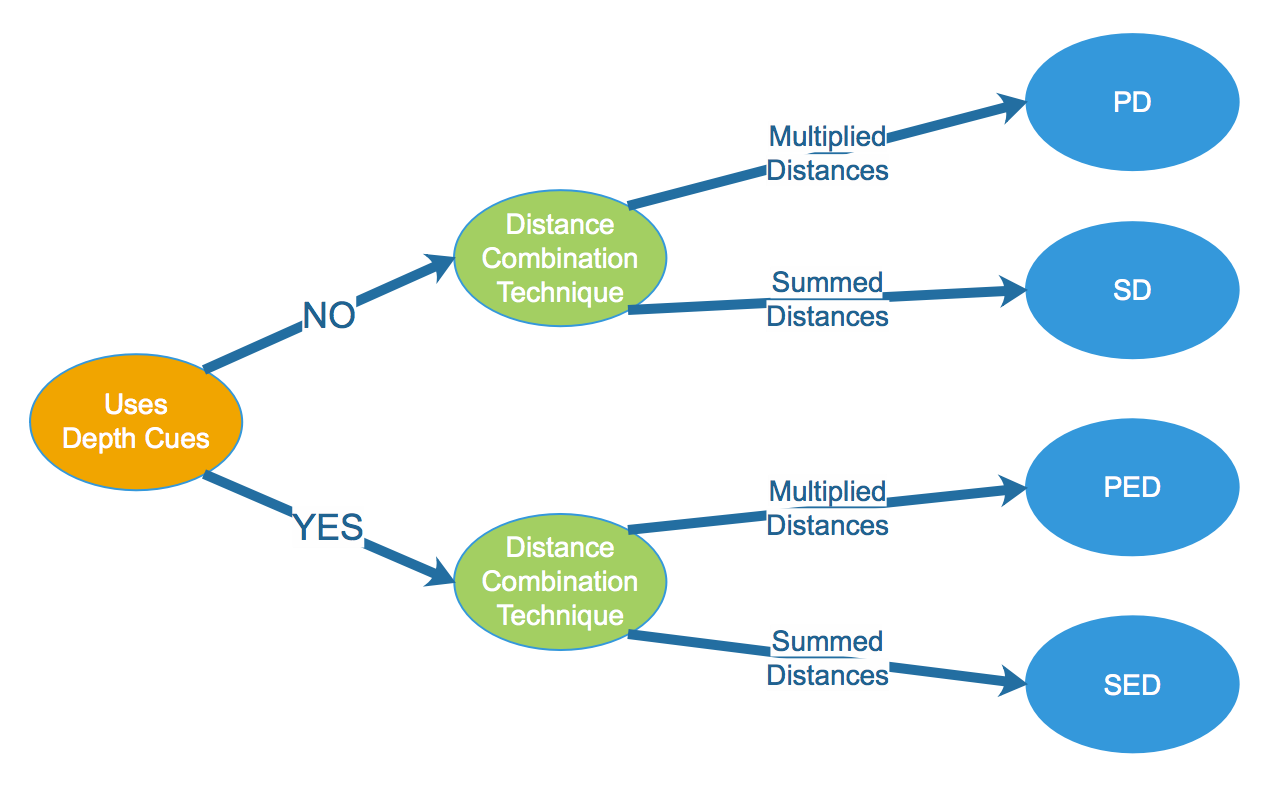 Uses
Depth Cues
NO
YES
Distance
Combination
Technique
Multiplied
Distances
Summed
Distances
PD
SD
Distance
Combination
Technique
Multiplied
Distances
Summed
Distances
PED
SED